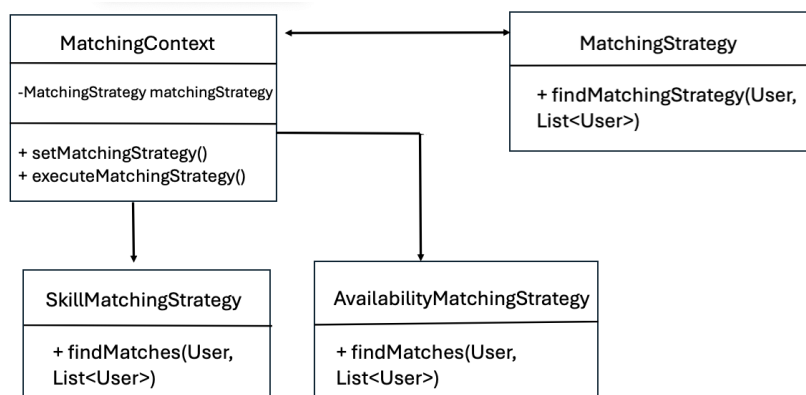 MatchingContext
-MatchingStrategy matchingStrategy
+ setMatchingStrategy()
+ executeMatchingStrategy()
MatchingStrategy
+ findMatchingStrategy(User,
List<User>)
SkillMatchingStrategy
+ findMatches(User,
List<User>)
AvailabilityMatchingStrategy
+ findMatches(User,
List<User>)